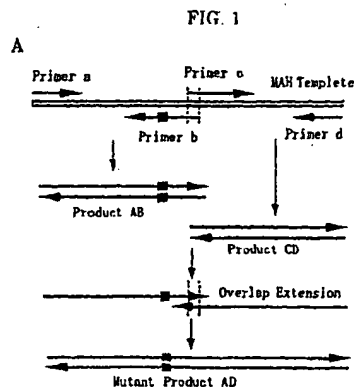 FIG. 1
A
Primer a
Primer c
MAH Templete
Primer b
Primer d
Product AB
Product CD
Overlap Extension
Mutant Product AD